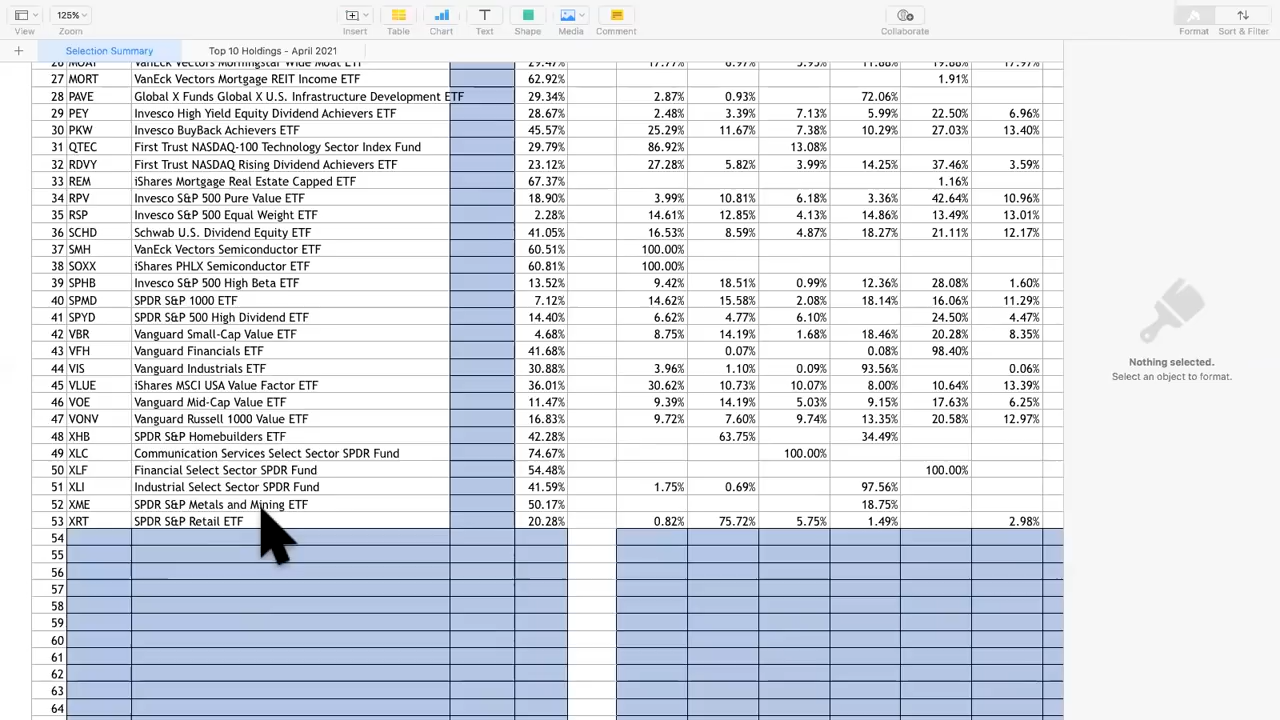 125%
View Zoom Insert Table Chart Text Shape Media Comment Collaborate Format Sort & Filter
+ Selection Summary Top 10 Holdings - April 2021
26 MOAT VanEck Vectors Morningstar Wide Moat ETF 29.47% 17.77% 6.97% 5.95% 11.88% 19.88% 17.97%
27 MORT VanEck Vectors Mortgage REIT Income ETF 62.92% 1.91%
28 PAVE Global X Funds Global X U.S. Infrastructure Development ETF 29.34% 2.87% 0.93% 72.06%
29 PEY Invesco High Yield Equity Dividend Achievers ETF 28.67% 2.48% 3.39% 7.13% 5.99% 22.50% 6.96%
30 PKW Invesco BuyBack Achievers ETF 45.57% 25.29% 11.67% 7.38% 10.29% 27.03% 13.40%
31 QTEC First Trust NASDAQ-100 Technology Sector Index Fund 29.79% 86.92% 13.08%
32 RDVY First Trust NASDAQ Rising Dividend Achievers ETF 23.12% 27.28% 5.82% 3.99% 14.25% 37.46% 3.59%
33 REM iShares Mortgage Real Estate Capped ETF 67.37% 1.16%
34 RPV Invesco S&P 500 Pure Value ETF 18.90% 3.99% 10.81% 6.18% 3.36% 42.64% 10.96%
35 RSP Invesco S&P 500 Equal Weight ETF 2.28% 14.61% 12.85% 4.13% 14.86% 13.49% 13.01%
36 SCHD Schwab U.S. Dividend Equity ETF 41.05% 16.53% 8.59% 4.87% 18.27% 21.11% 12.17%
37 SMH VanEck Vectors Semiconductor ETF 60.51% 100.00%
38 SOXX iShares PHLX Semiconductor ETF 60.81% 100.00%
39 SPHB Invesco S&P 500 High Beta ETF 13.52% 9.42% 18.51% 0.99% 12.36% 28.08% 1.60%
40 SPMD SPDR S&P 1000 ETF 7.12% 14.62% 15.58% 2.08% 18.14% 16.06% 11.29%
41 SPYD SPDR S&P 500 High Dividend ETF 14.40% 6.62% 4.77% 6.10% 24.50% 4.47%
42 VBR Vanguard Small-Cap Value ETF 4.68% 8.75% 14.19% 1.68% 18.46% 20.28% 8.35%
43 VFH Vanguard Financials ETF 41.68% 0.07% 0.08% 98.40%
44 VIS Vanguard Industrials ETF 30.88% 3.96% 1.10% 0.09% 93.56% 0.06%
45 VLUE iShares MSCI USA Value Factor ETF 36.01% 30.62% 10.73% 10.07% 8.00% 10.64% 13.39%
46 VOE Vanguard Mid-Cap Value ETF 11.47% 9.39% 14.19% 5.03% 9.15% 17.63% 6.25%
47 VONV Vanguard Russell 1000 Value ETF 16.83% 9.72% 7.60% 9.74% 13.35% 20.58% 12.97%
48 XHB SPDR S&P Homebuilders ETF 42.28% 63.75% 34.49%
49 XLC Communication Services Select Sector SPDR Fund 74.67% 100.00%
50 XLF Financial Select Sector SPDR Fund 54.48% 100.00%
51 XLI Industrial Select Sector SPDR Fund 41.59% 1.75% 0.69% 97.56%
52 XME SPDR S&P Metals and Mining ETF 50.17% 18.75%
53 XRT SPDR S&P Retail ETF 20.28% 0.82% 75.72% 5.75% 1.49% 2.98%
54
55
56
57
58
59
60
61
62
63
64
Nothing selected.
Select an object to format.